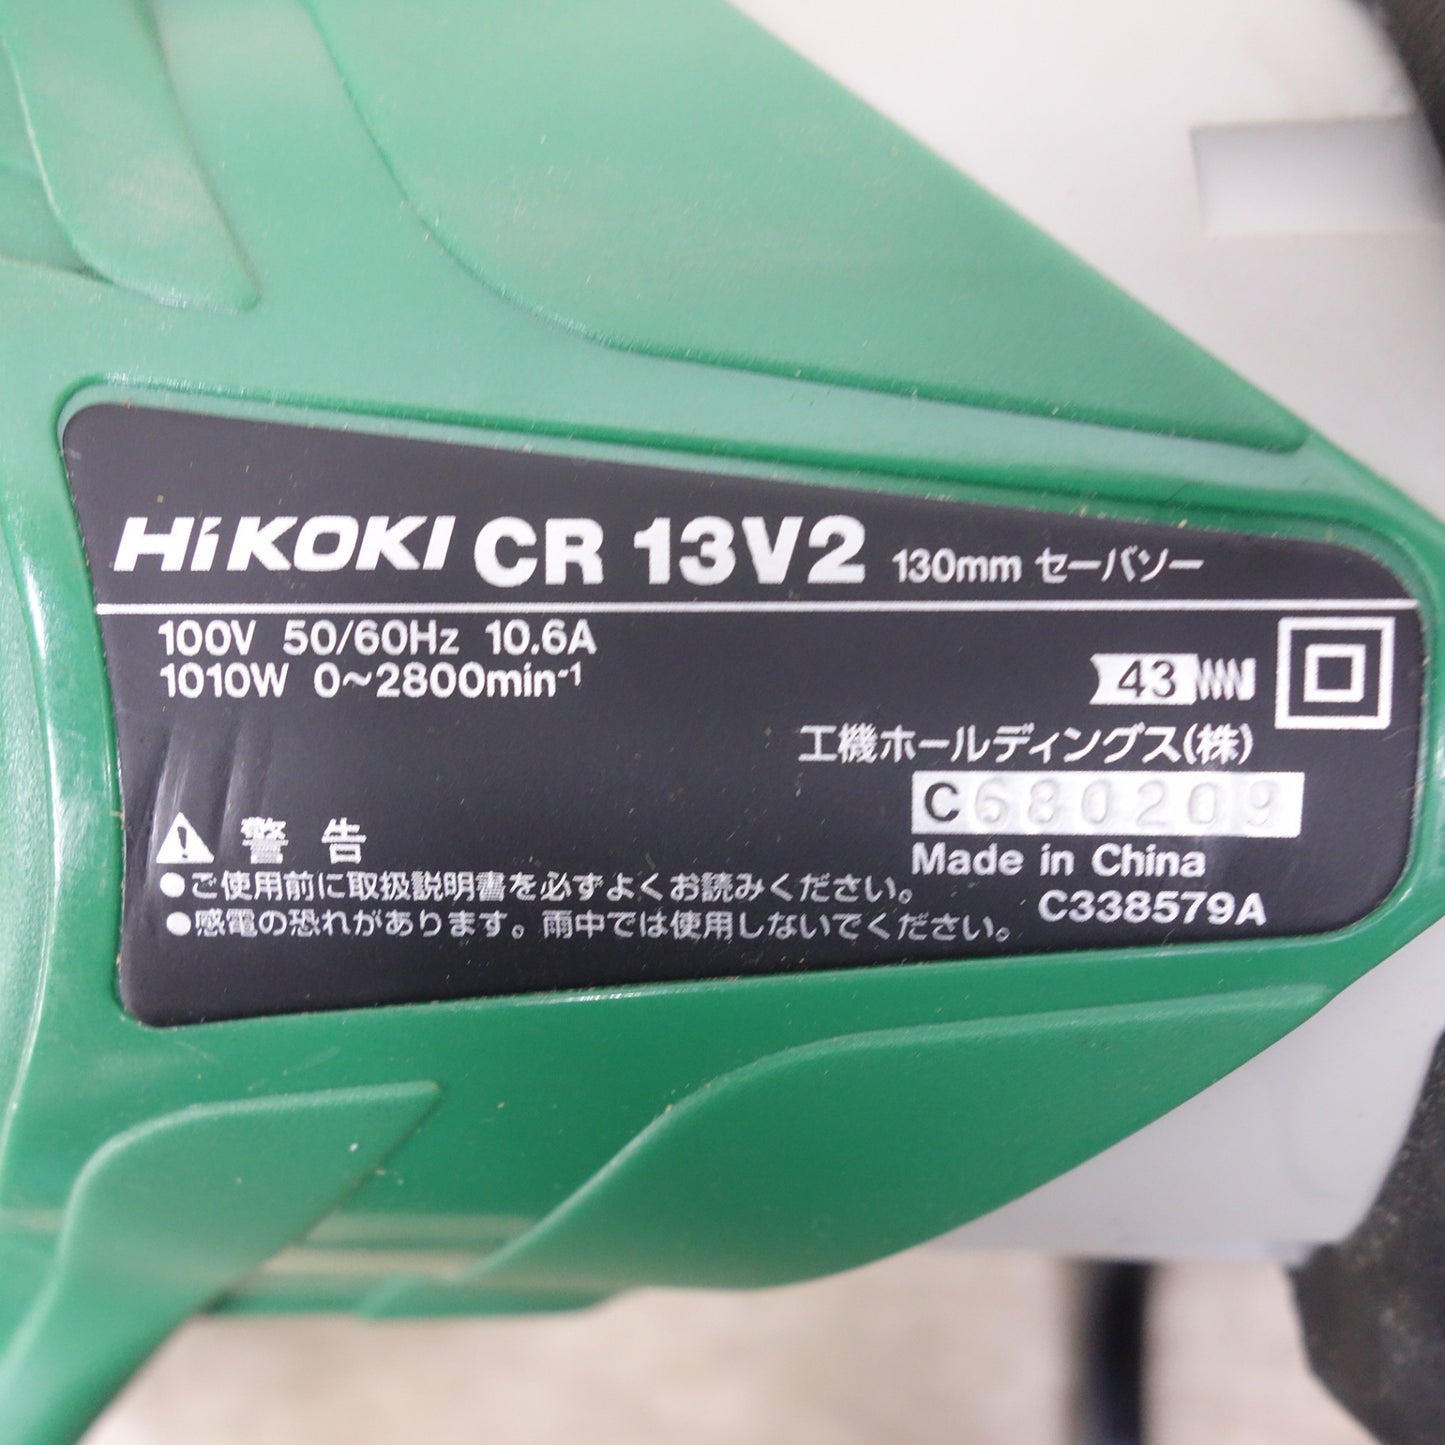 HiKOKI CR 13V2 130mm セーバソー
100V 50/60Hz 10.6A
1010W 0~2800min-1
43
工機ホールディングス(株)
C680209
Made in China
C338579A
警 告
●ご使用前に取扱説明書を必ずよくお読みください。
●感電の恐れがあります。雨中では使用しないでください。